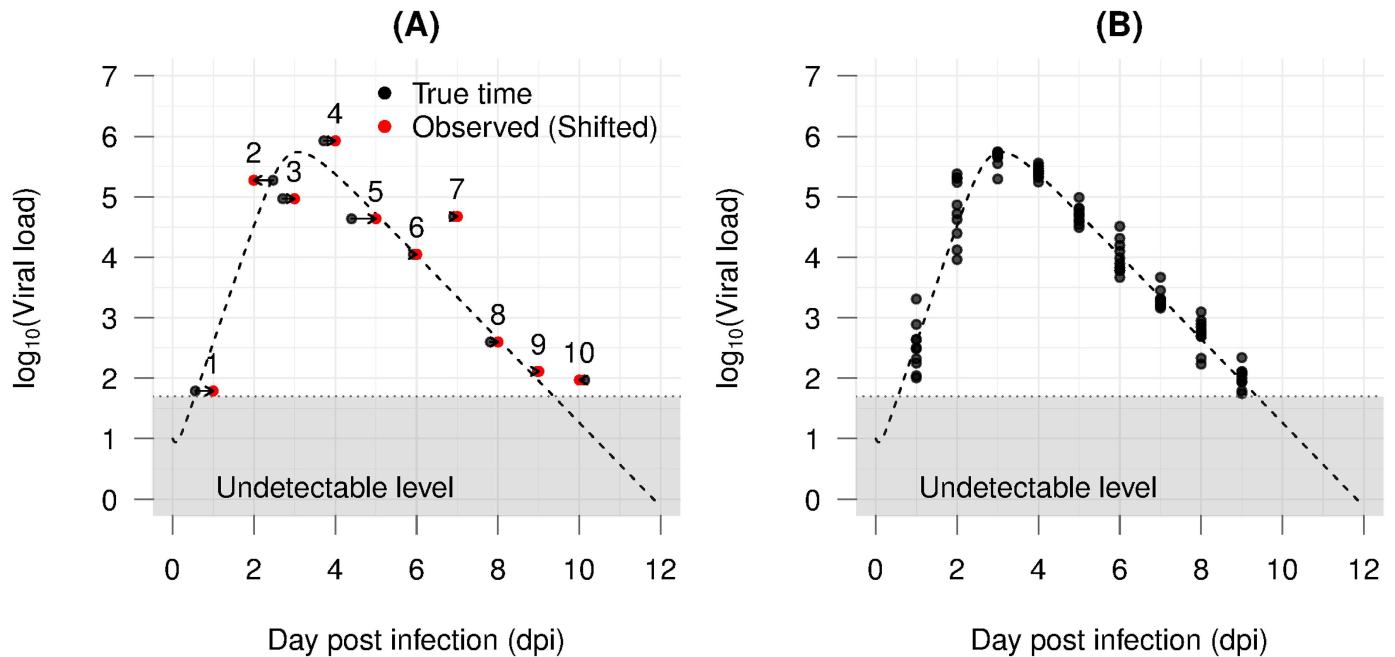 (A)
log10(Viral load)
7
6
5
4
3
2
1
0
True time
Observed (Shifted)
1
2
3
4
5
6
7
8
9
10
Undetectable level
0 2 4 6 8 10 12
Day post infection (dpi)
(B)
log10(Viral load)
7
6
5
4
3
2
1
0
Undetectable level
0 2 4 6 8 10 12
Day post infection (dpi)